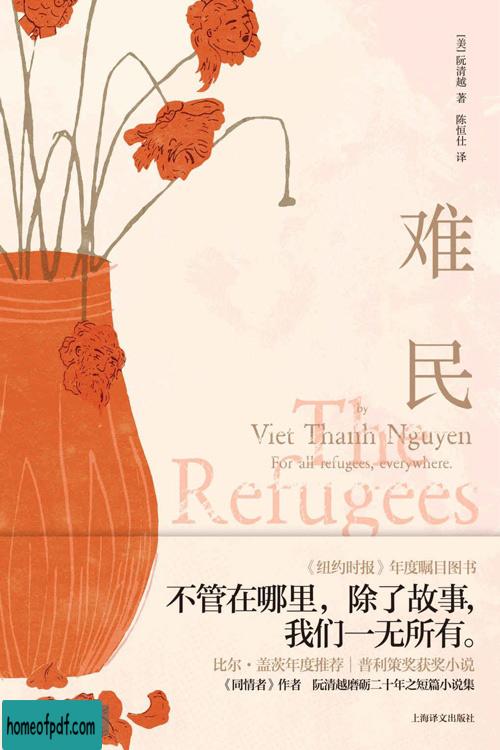 [美]阮清越 著
陈恒仕 译
难
民
The
by
Viet Thanh Nguyen
For all refugees, everywhere.
Refugees
《纽约时报》年度瞩目图书
不管在哪里，除了故事，
我们一无所有。
比尔·盖茨年度推荐｜普利策奖获奖小说
《同情者》作者 阮清越磨砺二十年之短篇小说集
上海译文出版社
homeofpdf.com